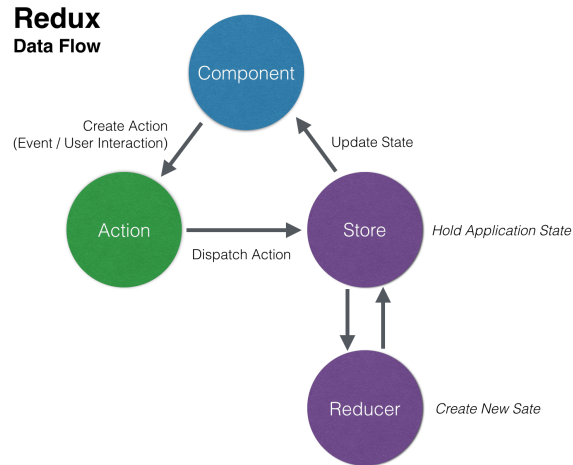 Redux
Data Flow
Component
Create Action
(Event / User Interaction)
Update State
Action
Store
Hold Application State
Dispatch Action
Reducer
Create New Sate